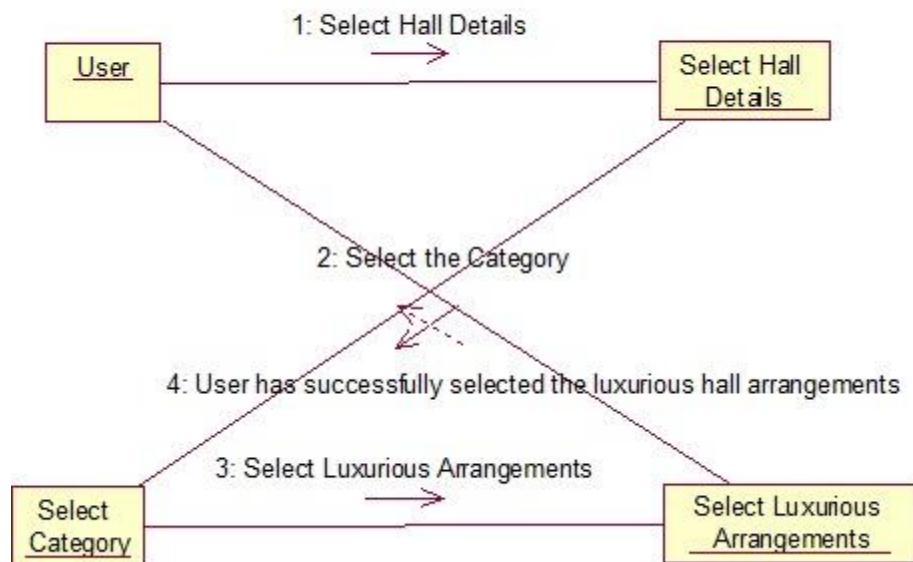 1: Select Hall Details
User
Select Hall
Details
2: Select the Category
4: User has successfully selected the luxurious hall arrangements
3: Select Luxurious Arrangements
Select
Category
Select Luxurious
Arrangements